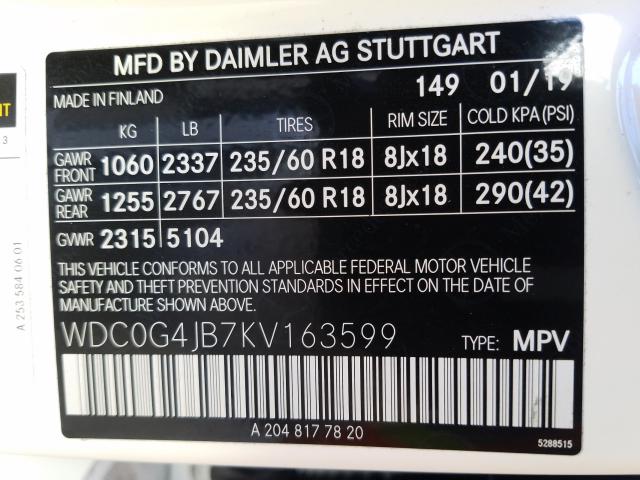 MFD BY DAIMLER AG STUTTGART
149 01/19
MADE IN FINLAND
KG LB TIRES RIM SIZE COLD KPA (PSI)
GAWR FRONT 1060 2337 235/60 R18 8Jx18 240(35)
GAWR REAR 1255 2767 235/60 R18 8Jx18 290(42)
GVWR 2315 5104
THIS VEHICLE CONFORMS TO ALL APPLICABLE FEDERAL MOTOR VEHICLE
SAFETY AND THEFT PREVENTION STANDARDS IN EFFECT ON THE DATE OF
MANUFACTURE SHOWN ABOVE.
WDC0G4JB7KV163599 TYPE: MPV
A 204 817 78 20
5288515
A 253 584 06 01